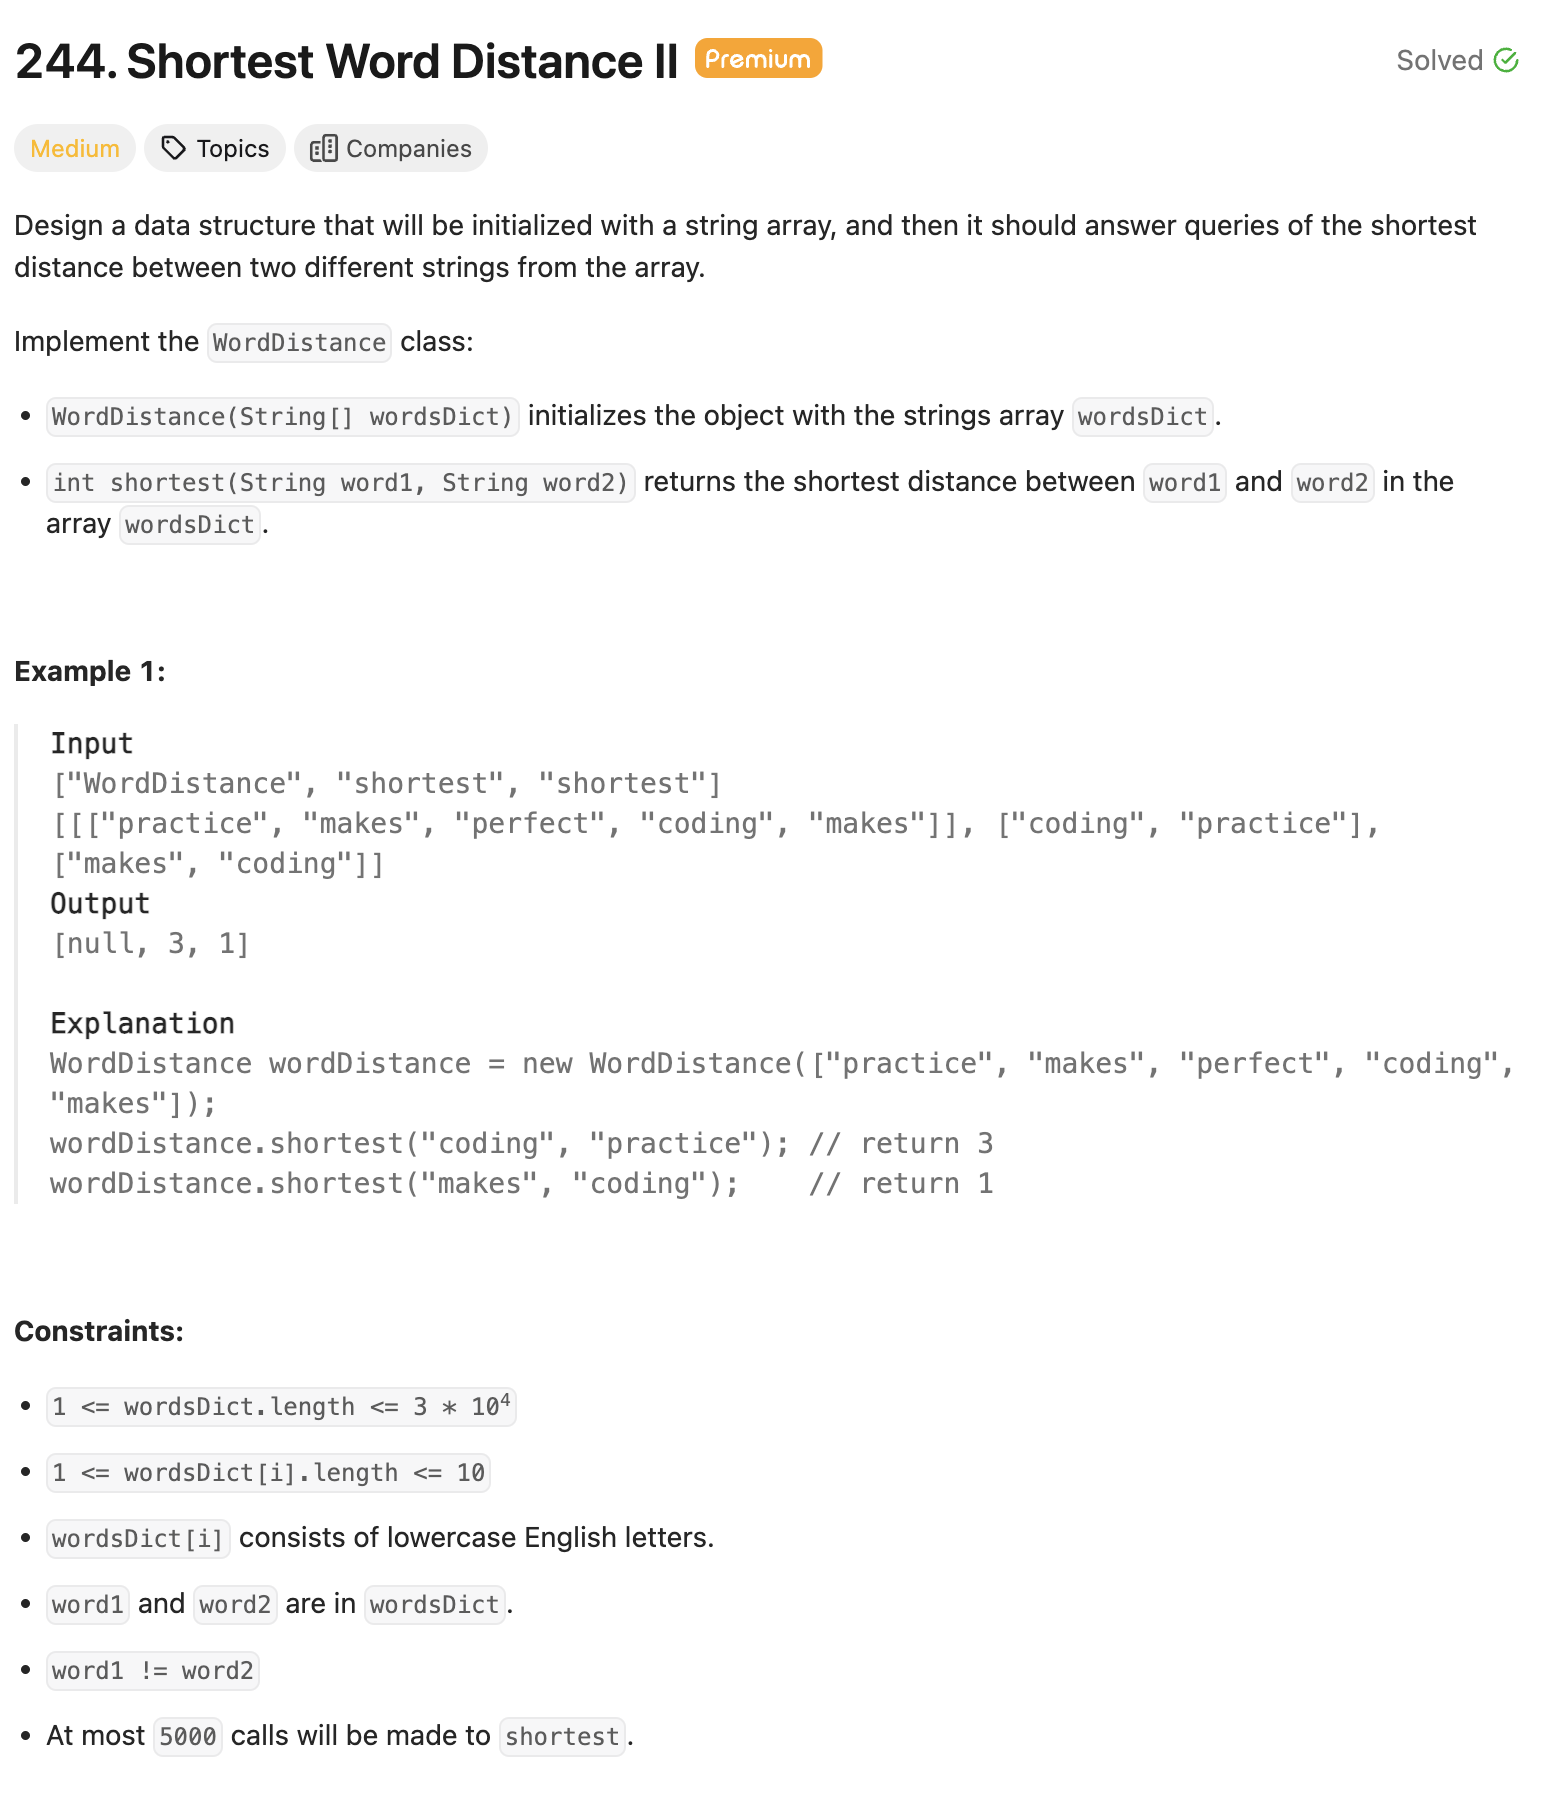 244. Shortest Word Distance II Premium Solved
Medium Topics Companies
Design a data structure that will be initialized with a string array, and then it should answer queries of the shortest
distance between two different strings from the array.
Implement the WordDistance class:
• WordDistance(String[] wordsDict) initializes the object with the strings array wordsDict.
• int shortest(String word1, String word2) returns the shortest distance between word1 and word2 in the
array wordsDict.
Example 1:
Input
["WordDistance", "shortest", "shortest"]
[[["practice", "makes", "perfect", "coding", "makes"]], ["coding", "practice"],
["makes", "coding"]]
Output
[null, 3, 1]
Explanation
WordDistance wordDistance = new WordDistance(["practice", "makes", "perfect", "coding",
"makes"]);
wordDistance.shortest("coding", "practice"); // return 3
wordDistance.shortest("makes", "coding");    // return 1
Constraints:
• 1 <= wordsDict.length <= 3 * 10⁴
• 1 <= wordsDict[i].length <= 10
• wordsDict[i] consists of lowercase English letters.
• word1 and word2 are in wordsDict.
• word1 != word2
• At most 5000 calls will be made to shortest.